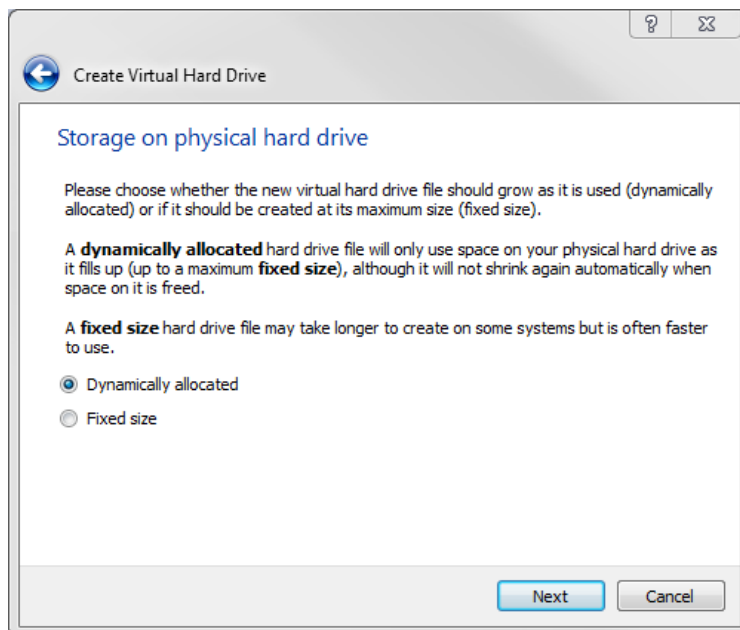 ?
Create Virtual Hard Drive
Storage on physical hard drive
Please choose whether the new virtual hard drive file should grow as it is used (dynamically
allocated) or if it should be created at its maximum size (fixed size).
A dynamically allocated hard drive file will only use space on your physical hard drive as
it fills up (up to a maximum fixed size), although it will not shrink again automatically when
space on it is freed.
A fixed size hard drive file may take longer to create on some systems but is often faster
to use.
Dynamically allocated
Fixed size
Next Cancel